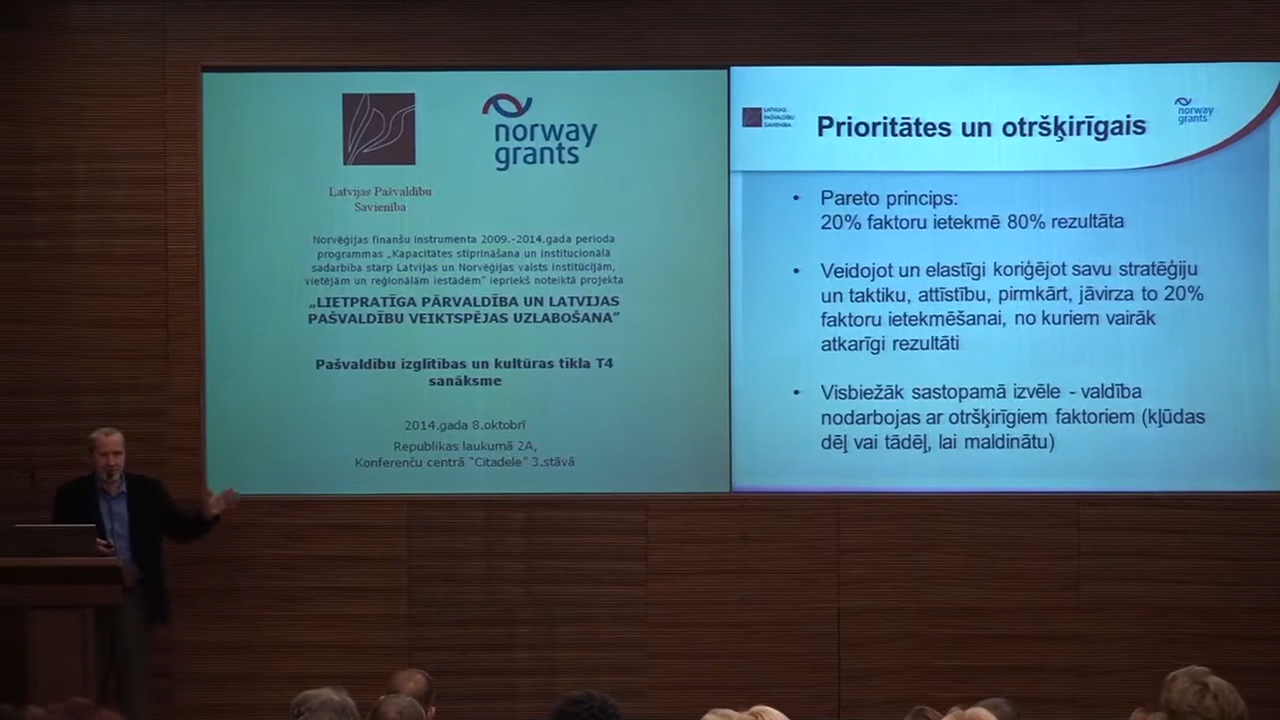 norway
grants
Latvijas Pašvaldību
Savienība
Norvēģijas finanšu instrumenta 2009.-2014.gada perioda
programmas „Kapacitātes stiprināšana un institucionāla
sadarbība starp Latvijas un Norvēģijas valsts institūcijām,
vietējām un reģionālām iestādēm” iepriekš noteiktā projekta
„LIETPRATĪGA PĀRVALDĪBA UN LATVIJAS
PAŠVALDĪBU VEIKTSPĒJAS UZLABOŠANA”
Pašvaldību izglītības un kultūras tīkla T4
sanāksme
2014.gada 8.oktobrī
Republikas laukumā 2A,
Konferenču centrā “Citadele” 3.stāvā
LATVIJAS
PAŠVALDĪBU
SAVIENĪBA
Prioritātes un otršķirīgais
norway
grants
• Pareto princips:
20% faktoru ietekmē 80% rezultāta
• Veidojot un elastīgi koriģējot savu stratēģiju
un taktiku, attīstību, pirmkārt, jāvirza to 20%
faktoru ietekmēšanai, no kuriem vairāk
atkarīgi rezultāti
• Visbiežāk sastopamā izvēle - valdība
nodarbojas ar otršķirīgiem faktoriem (kļūdas
dēļ vai tādēļ, lai maldinātu)